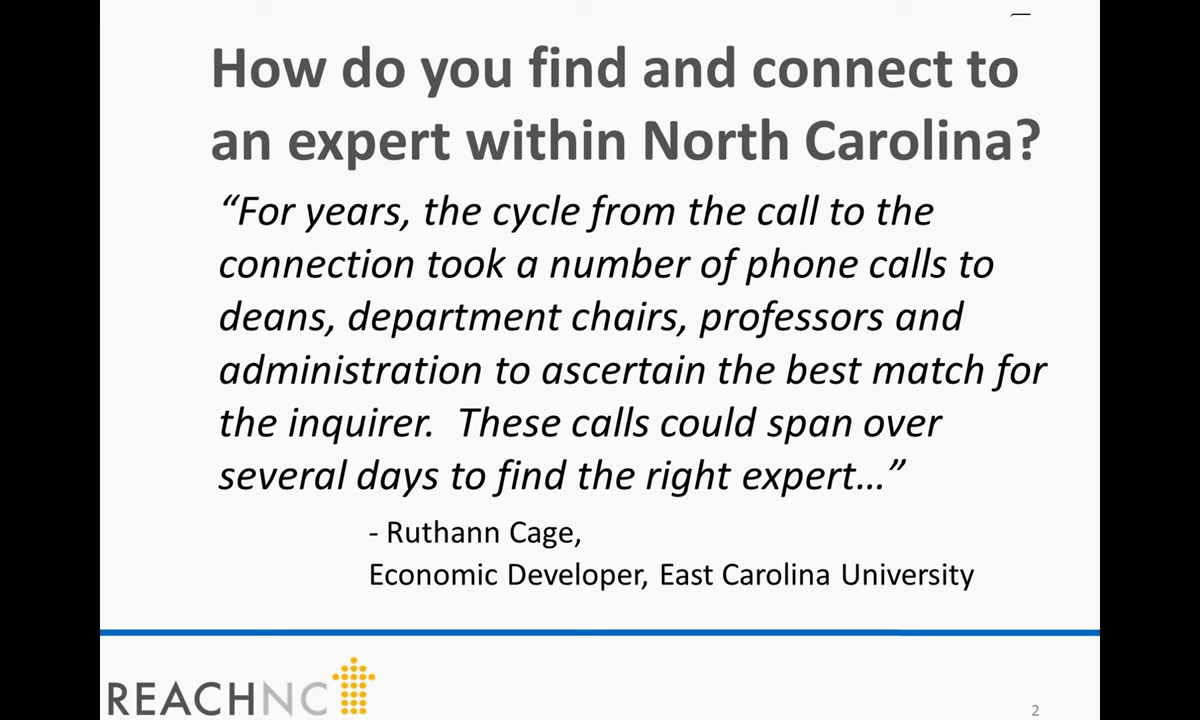 How do you find and connect to
an expert within North Carolina?
“For years, the cycle from the call to the
connection took a number of phone calls to
deans, department chairs, professors and
administration to ascertain the best match for
the inquirer.  These calls could span over
several days to find the right expert…”
- Ruthann Cage,
Economic Developer, East Carolina University
REACHNC
2